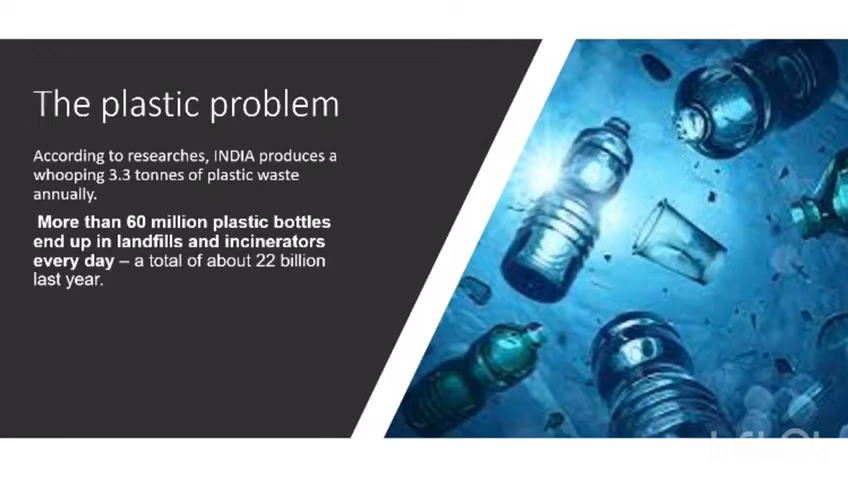 The plastic problem
According to researches, INDIA produces a
whooping 3.3 tonnes of plastic waste
annually.
More than 60 million plastic bottles
end up in landfills and incinerators
every day – a total of about 22 billion
last year.